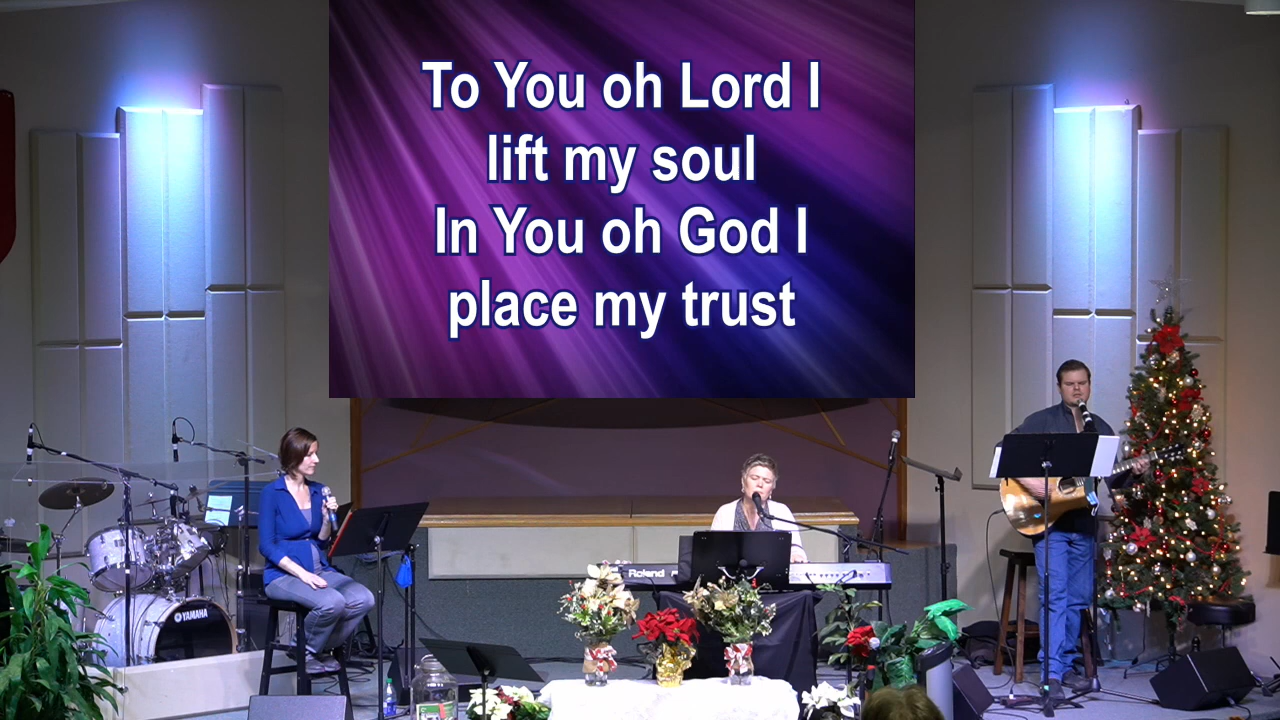 To You oh Lord I
lift my soul
In You oh God I
place my trust
Roland
YAMAHA